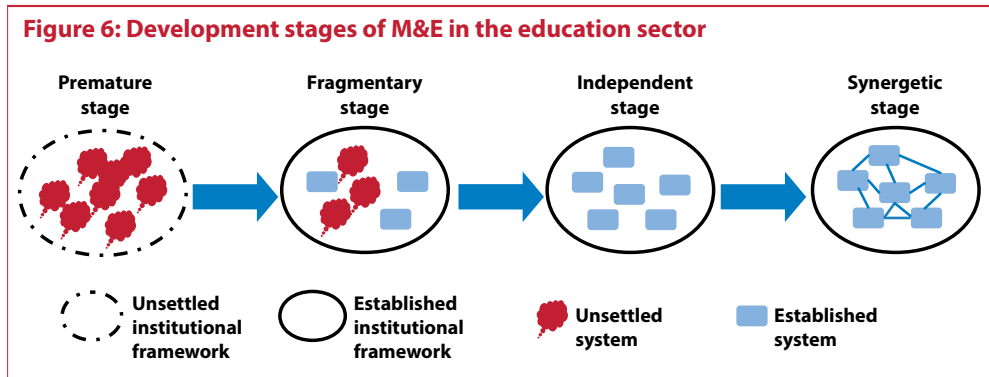 Figure 6: Development stages of M&E in the education sector
Premature
stage
Fragmentary
stage
Independent
stage
Synergetic
stage
Unsettled
institutional
framework
Established
institutional
framework
Unsettled
system
Established
system